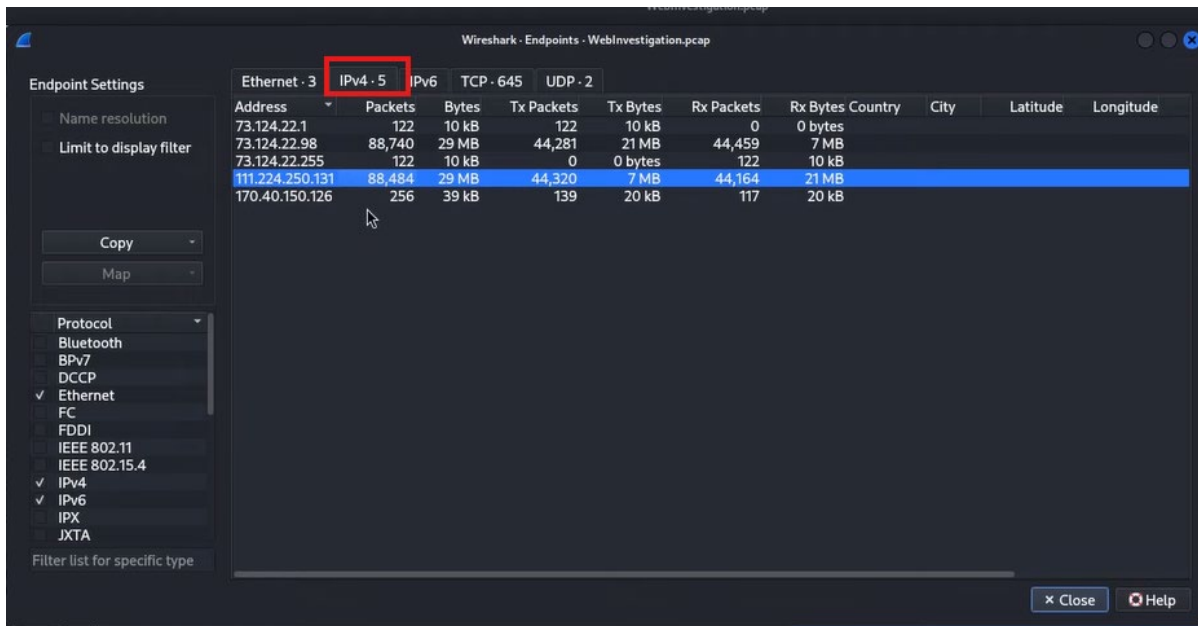 WebInvestigation.pcap
Wireshark · Endpoints · WebInvestigation.pcap
Endpoint Settings
Name resolution
Limit to display filter
Copy
Map
Protocol
Bluetooth
BPv7
DCCP
Ethernet
FC
FDDI
IEEE 802.11
IEEE 802.15.4
IPv4
IPv6
IPX
JXTA
Filter list for specific type
Ethernet · 3 IPv4 · 5 IPv6 TCP · 645 UDP · 2
Address Packets Bytes Tx Packets Tx Bytes Rx Packets Rx Bytes Country City Latitude Longitude
73.124.22.1 122 10 kB 122 10 kB 0 0 bytes
73.124.22.98 88,740 29 MB 44,281 21 MB 44,459 7 MB
73.124.22.255 122 10 kB 0 0 bytes 122 10 kB
111.224.250.131 88,484 29 MB 44,320 7 MB 44,164 21 MB
170.40.150.126 256 39 kB 139 20 kB 117 20 kB
Close Help